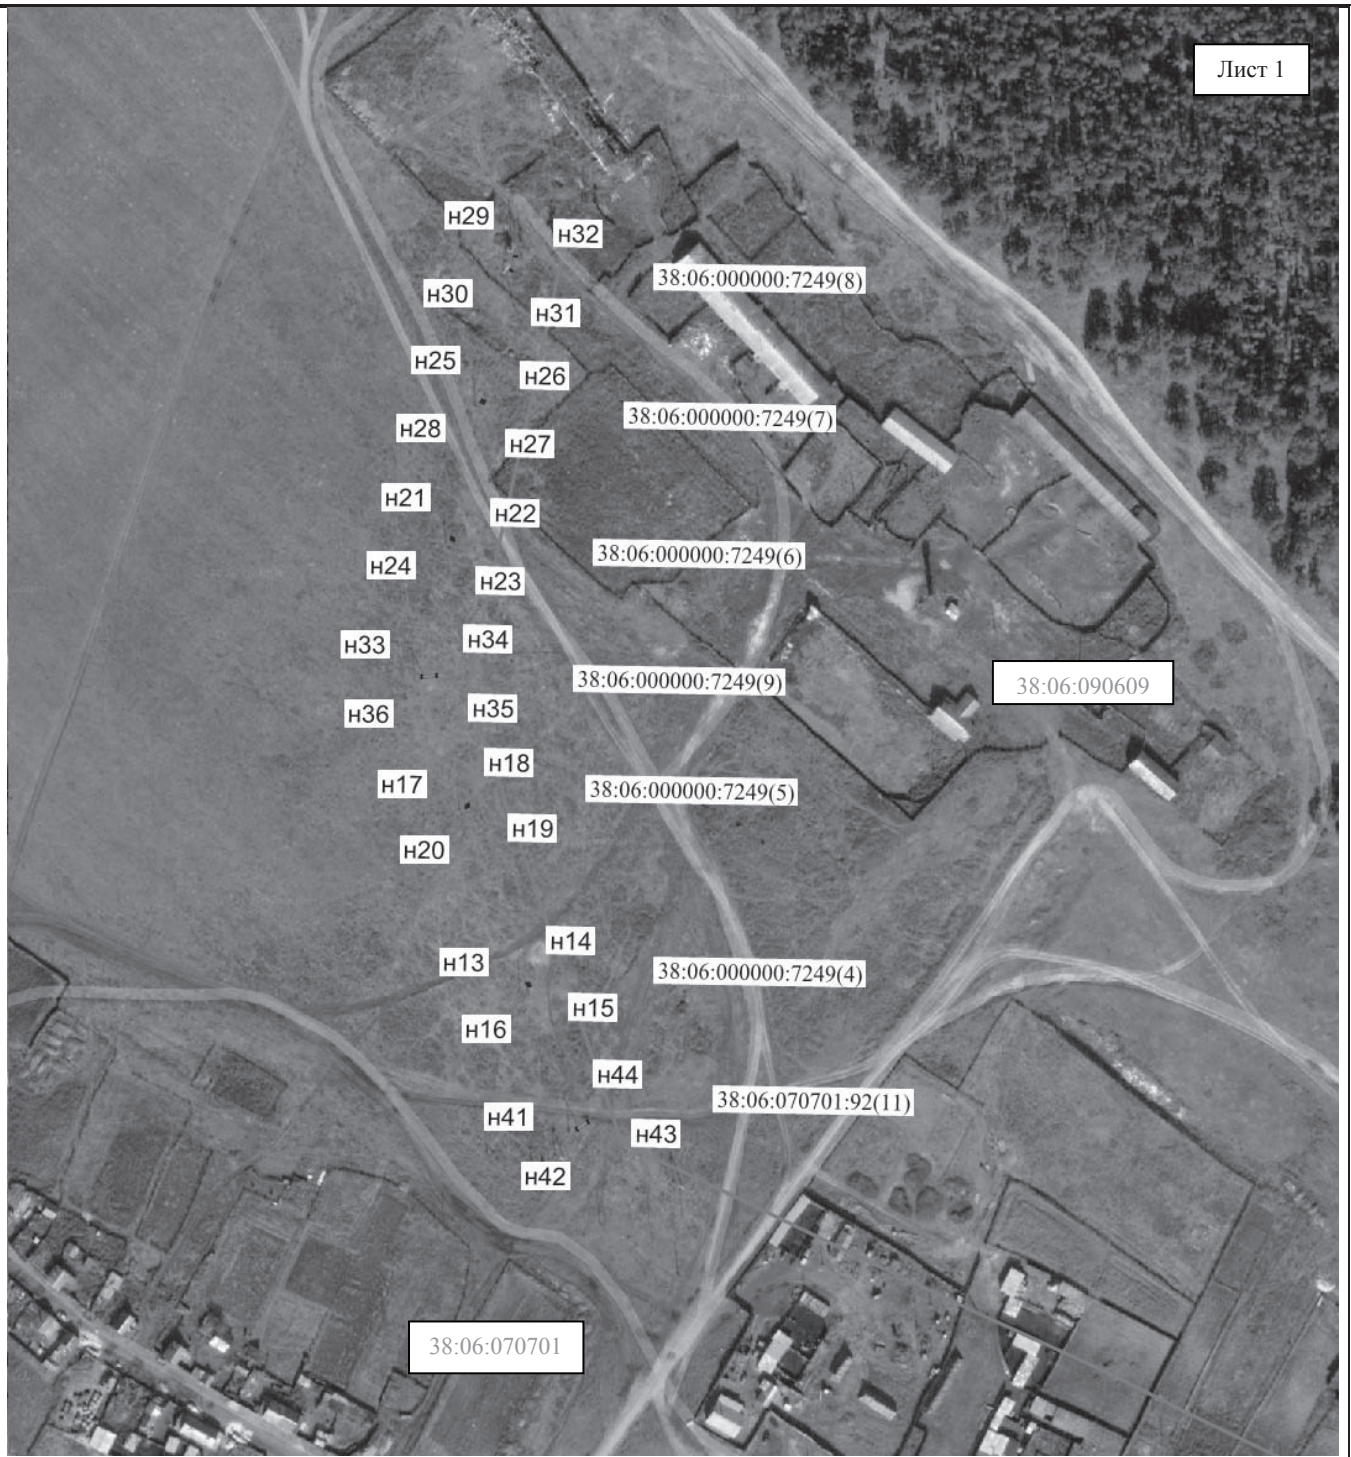 Лист 1
н29
н32
38:06:000000:7249(8)
н30
н31
н25
н26
38:06:000000:7249(7)
н28
н27
н21
н22
38:06:000000:7249(6)
н24
н23
н33
н34
38:06:000000:7249(9)
38:06:090609
н36
н35
н18
н17
38:06:000000:7249(5)
н19
н20
н14
н13
38:06:000000:7249(4)
н15
н16
н44
38:06:070701:92(11)
н41
н43
н42
38:06:070701